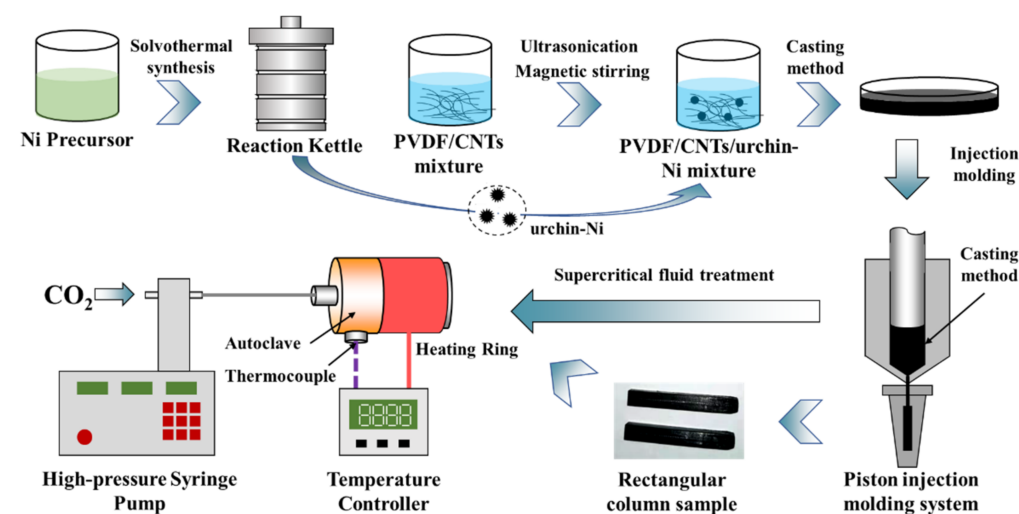 Solvothermal
synthesis
Ultrasonication
Magnetic stirring
Casting
method
Ni Precursor
Reaction Kettle
PVDF/CNTs
mixture
PVDF/CNTs/urchin-
Ni mixture
Injection
molding
urchin-Ni
CO2
Supercritical fluid treatment
Casting
method
Autoclave
Thermocouple
Heating Ring
8888
High-pressure Syringe
Pump
Temperature
Controller
Rectangular
column sample
Piston injection
molding system